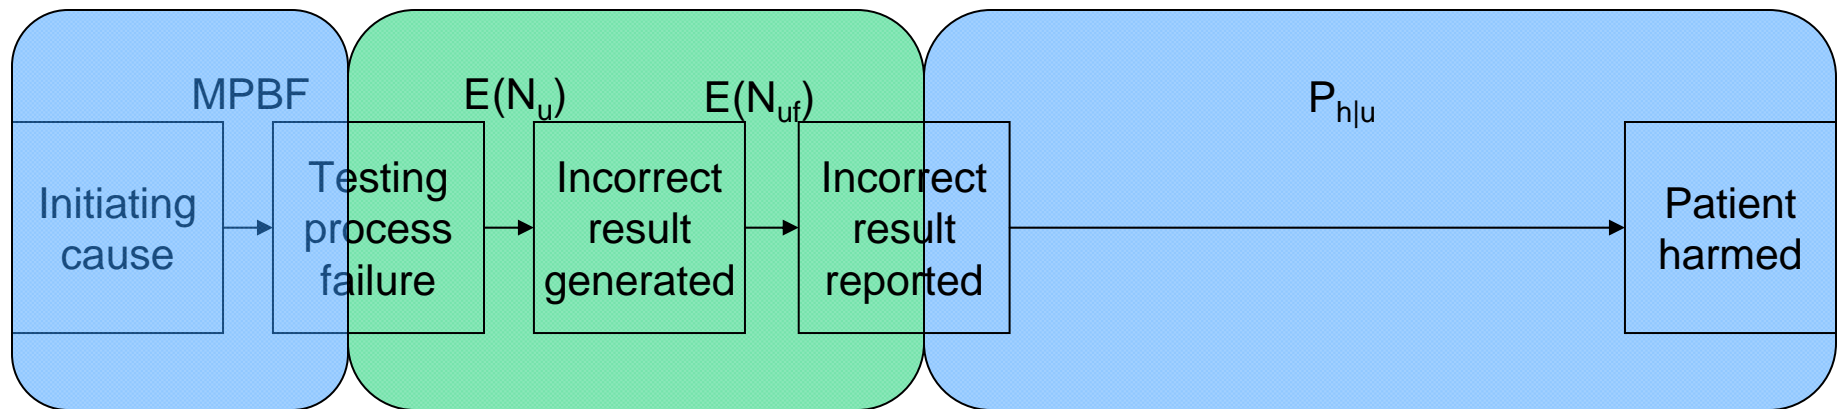 MPBF
E(Nu)
E(Nuf)
Ph|u
Initiating
cause
Testing
process
failure
Incorrect
result
generated
Incorrect
result
reported
Patient
harmed